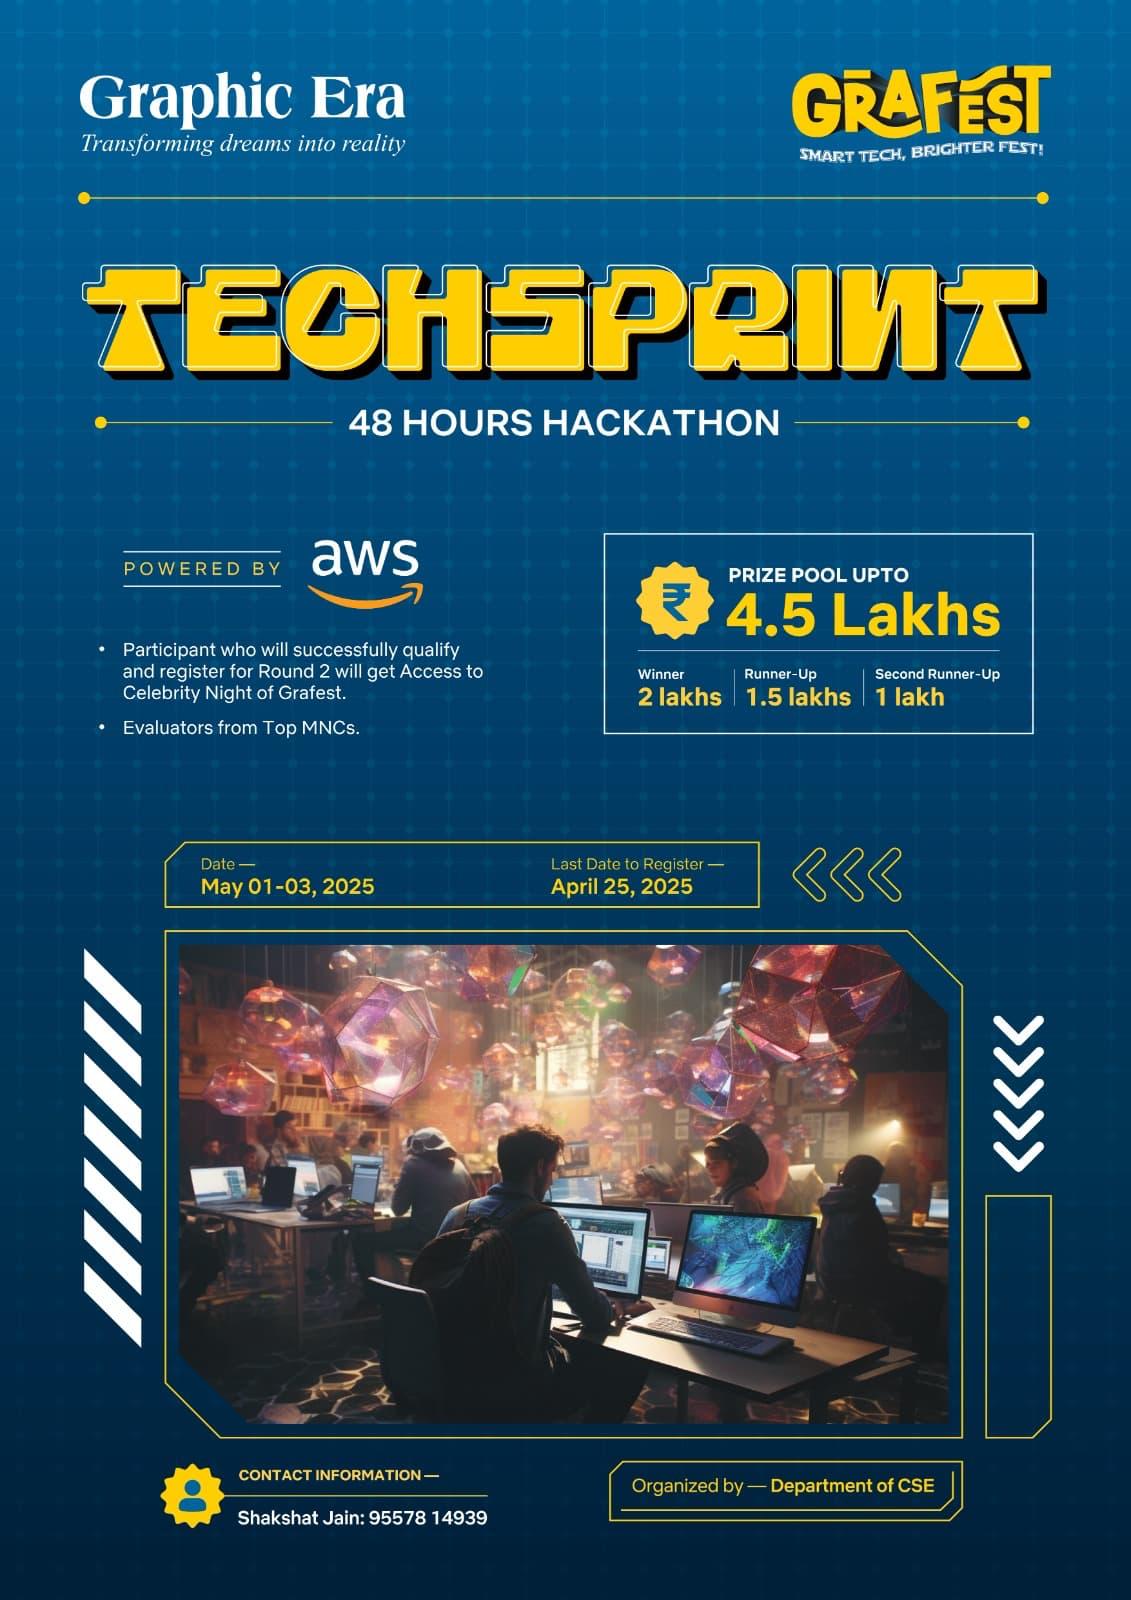 Graphic Era
Transforming dreams into reality
GRAFEST
SMART TECH, BRIGHTER FEST!
TECHSPRINT
48 HOURS HACKATHON
POWERED BY
aws
• Participant who will successfully qualify
and register for Round 2 will get Access to
Celebrity Night of Grafest.
• Evaluators from Top MNCs.
₹
PRIZE POOL UPTO
4.5 Lakhs
Winner
2 lakhs
Runner-Up
1.5 lakhs
Second Runner-Up
1 lakh
Date —
May 01-03, 2025
Last Date to Register —
April 25, 2025
CONTACT INFORMATION —
Shakshat Jain: 95578 14939
Organized by — Department of CSE